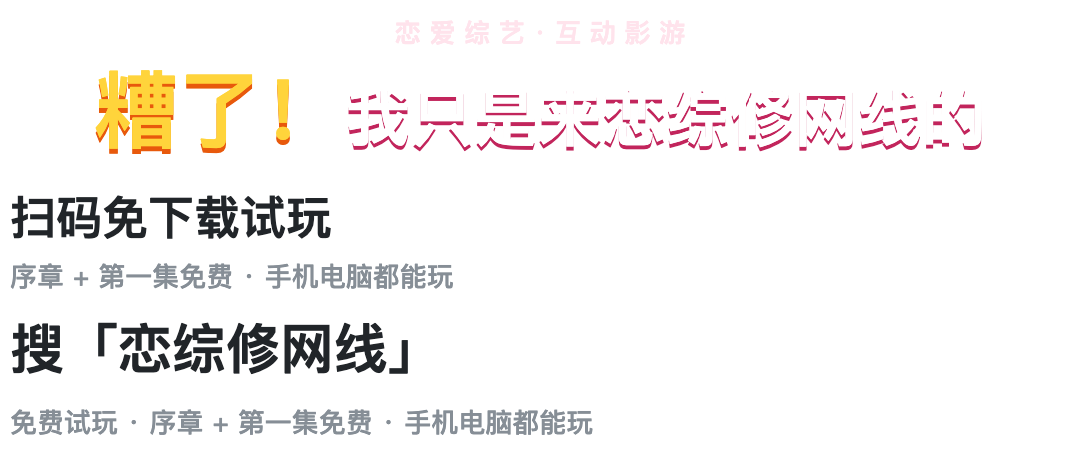 恋爱综艺·互动影游
糟了！ 我只是来恋综修网线的
扫码免下载试玩
序章 + 第一集免费 · 手机电脑都能玩
搜「恋综修网线」
免费试玩 · 序章 + 第一集免费 · 手机电脑都能玩